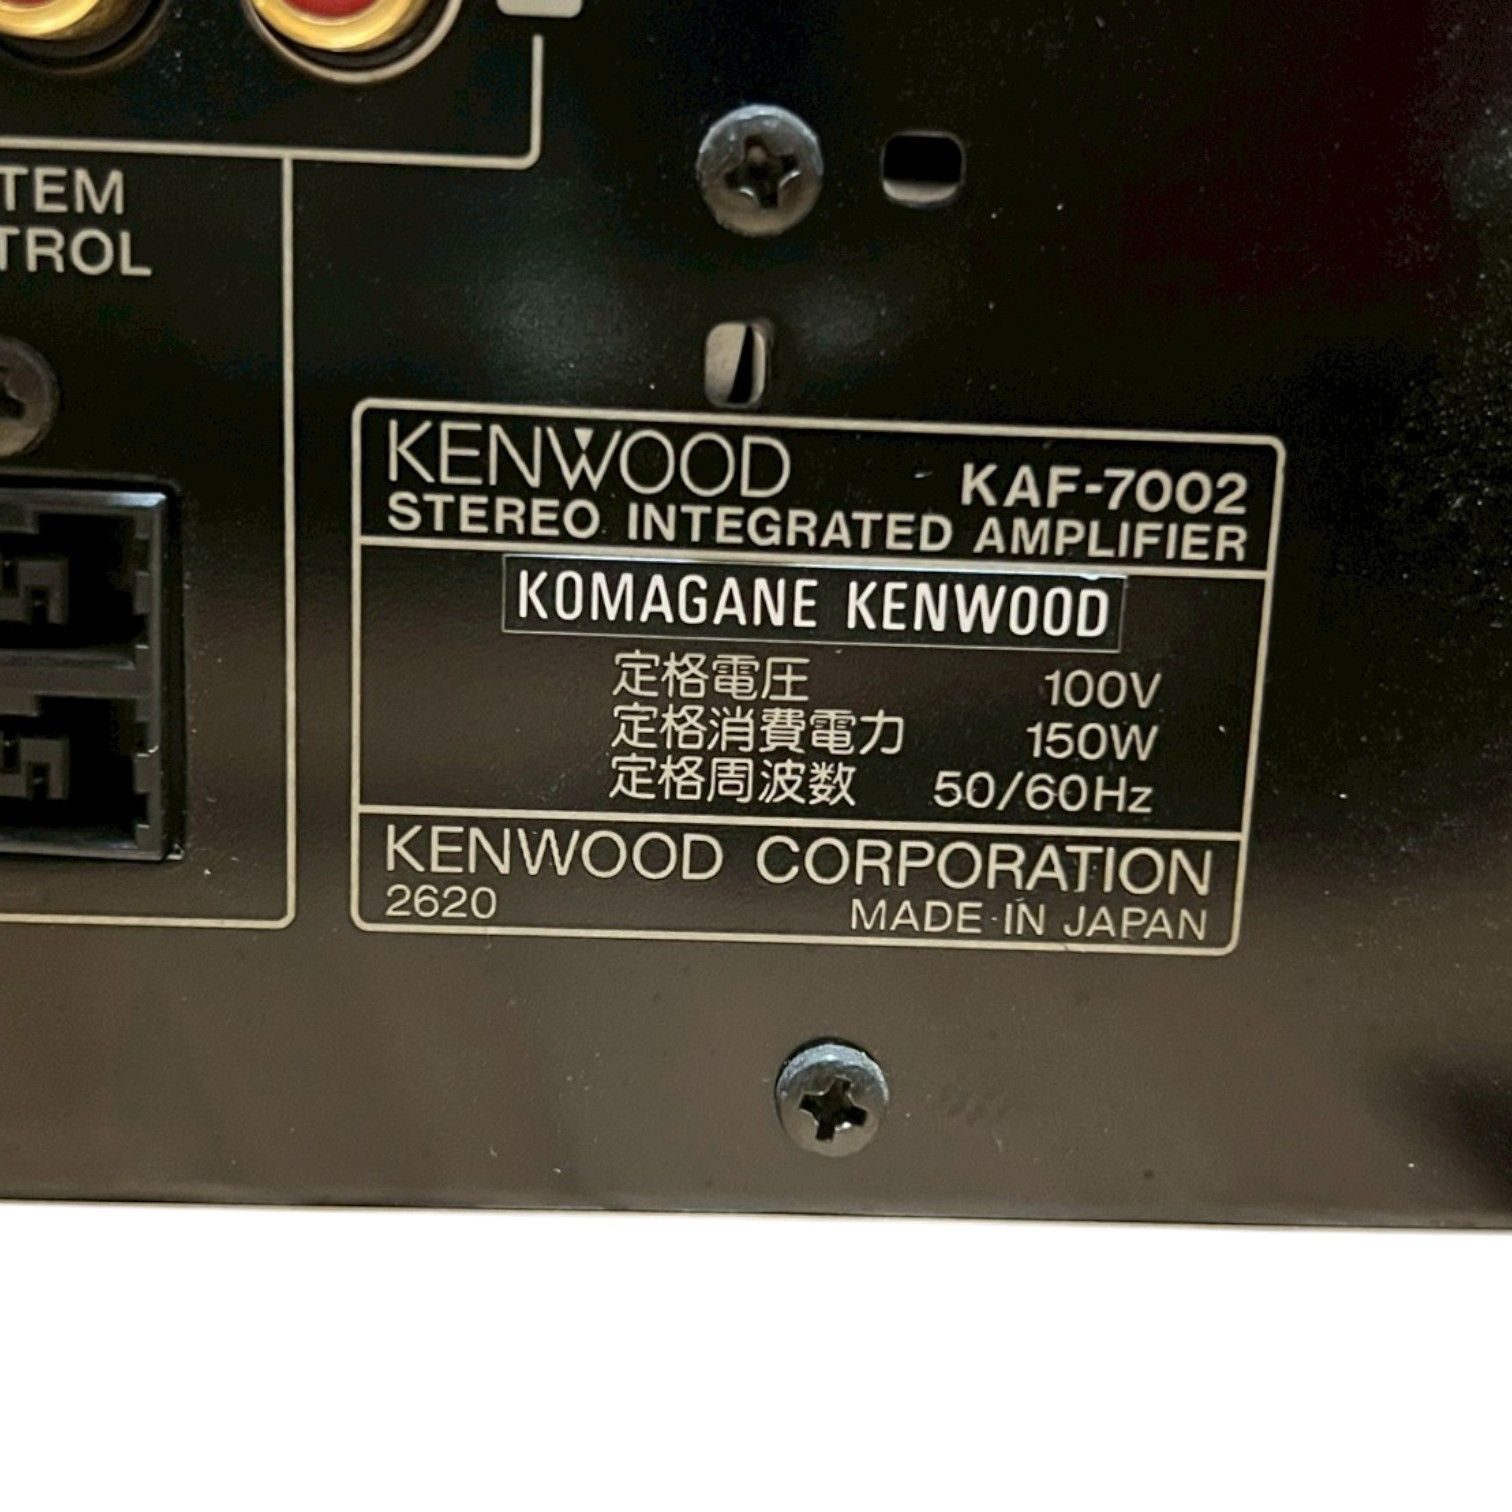 TEM
TROL
KENWOOD KAF-7002
STEREO INTEGRATED AMPLIFIER
KOMAGANE KENWOOD
定格電圧 100V
定格消費電力 150W
定格周波数 50/60Hz
KENWOOD CORPORATION
2620 MADE IN JAPAN